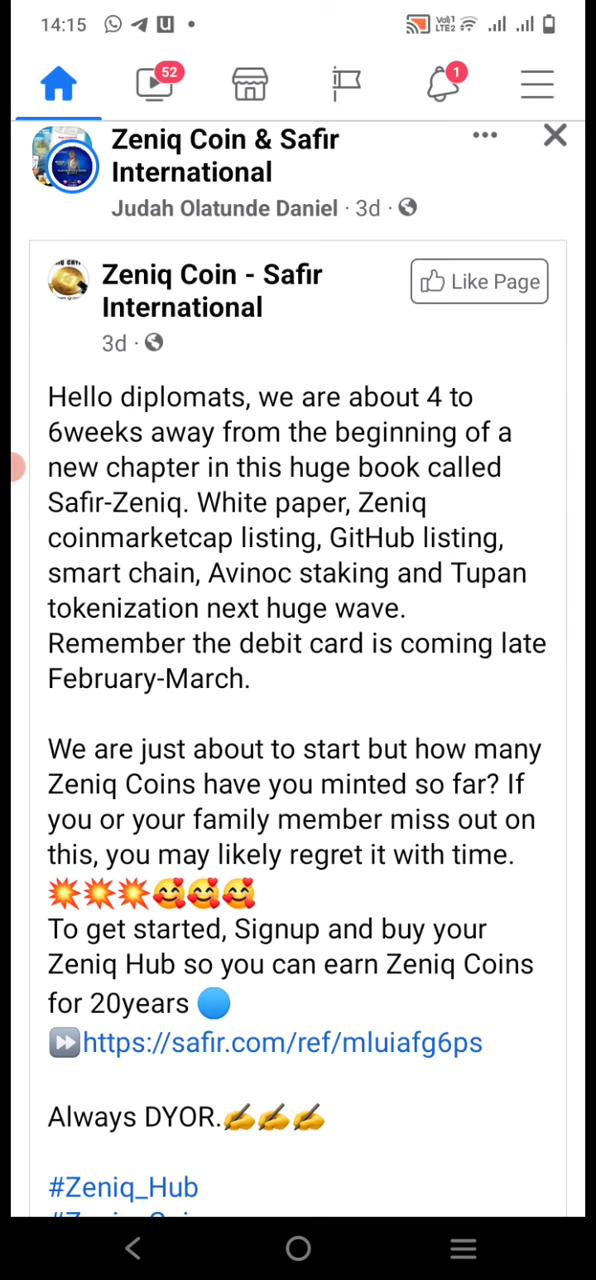 14:15
VoII1
LTE2
52
1
Zeniq Coin & Safir
International
Judah Olatunde Daniel · 3d ·
Zeniq Coin - Safir
International
Like Page
3d ·
Hello diplomats, we are about 4 to
6weeks away from the beginning of a
new chapter in this huge book called
Safir-Zeniq. White paper, Zeniq
coinmarketcap listing, GitHub listing,
smart chain, Avinoc staking and Tupan
tokenization next huge wave.
Remember the debit card is coming late
February-March.
We are just about to start but how many
Zeniq Coins have you minted so far? If
you or your family member miss out on
this, you may likely regret it with time.
💥💥💥🥰🥰🥰
To get started, Signup and buy your
Zeniq Hub so you can earn Zeniq Coins
for 20years 🔵
⏩https://safir.com/ref/mluiafg6ps
Always DYOR.✍️✍️✍️
#Zeniq_Hub